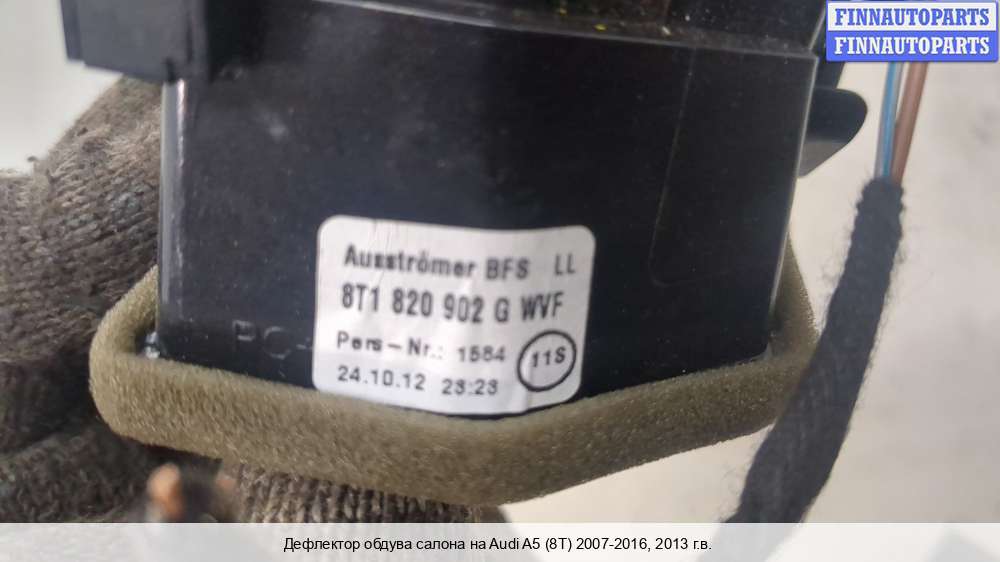 FINNAUTOPARTS
FINNAUTOPARTS
Ausströmer BFS LL
8T1 820 902 G WVF
Pers-Nr.: 1584
11S
24.10.12 23:23
PC-
Дефлектор обдува салона на Audi A5 (8T) 2007-2016, 2013 г.в.